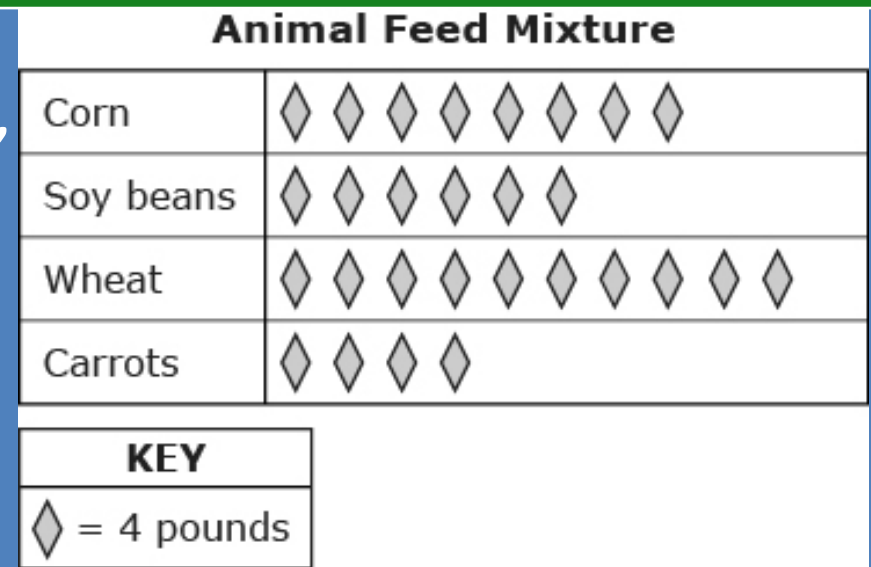 Animal Feed Mixture
Corn
Soy beans
Wheat
Carrots
KEY
= 4 pounds